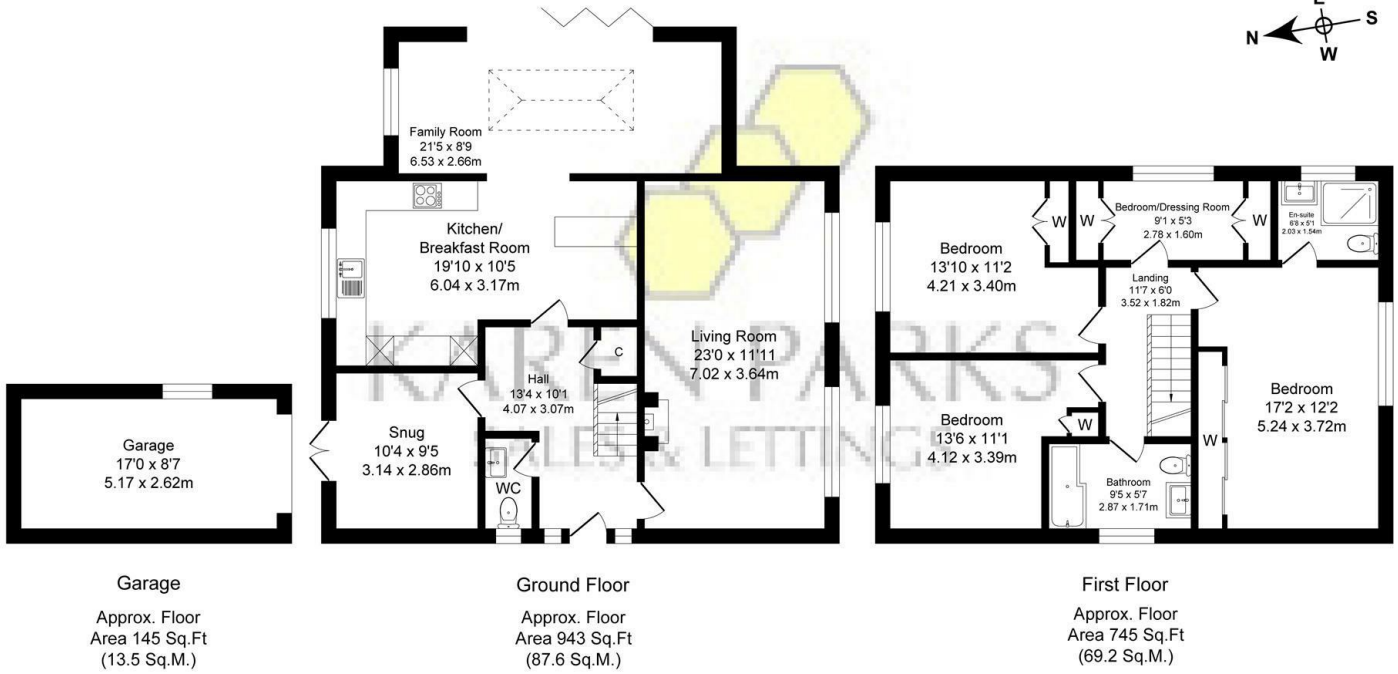 E
N
S
W
Family Room
21'5 x 8'9
6.53 x 2.66m
Kitchen/
Breakfast Room
19'10 x 10'5
6.04 x 3.17m
Living Room
23'0 x 11'11
7.02 x 3.64m
C
Hall
13'4 x 10'1
4.07 x 3.07m
Snug
10'4 x 9'5
3.14 x 2.86m
WC
Garage
17'0 x 8'7
5.17 x 2.62m
Bedroom
13'10 x 11'2
4.21 x 3.40m
W
W
Bedroom/Dressing Room
9'1 x 5'3
2.78 x 1.60m
W
En-suite
6'8 x 5'1
2.03 x 1.54m
Landing
11'7 x 6'0
3.52 x 1.82m
Bedroom
13'6 x 11'1
4.12 x 3.39m
W
Bathroom
9'5 x 5'7
2.87 x 1.71m
W
Bedroom
17'2 x 12'2
5.24 x 3.72m
KAREN PARKS
SALES & LETTINGS
Garage
Approx. Floor
Area 145 Sq.Ft
(13.5 Sq.M.)
Ground Floor
Approx. Floor
Area 943 Sq.Ft
(87.6 Sq.M.)
First Floor
Approx. Floor
Area 745 Sq.Ft
(69.2 Sq.M.)